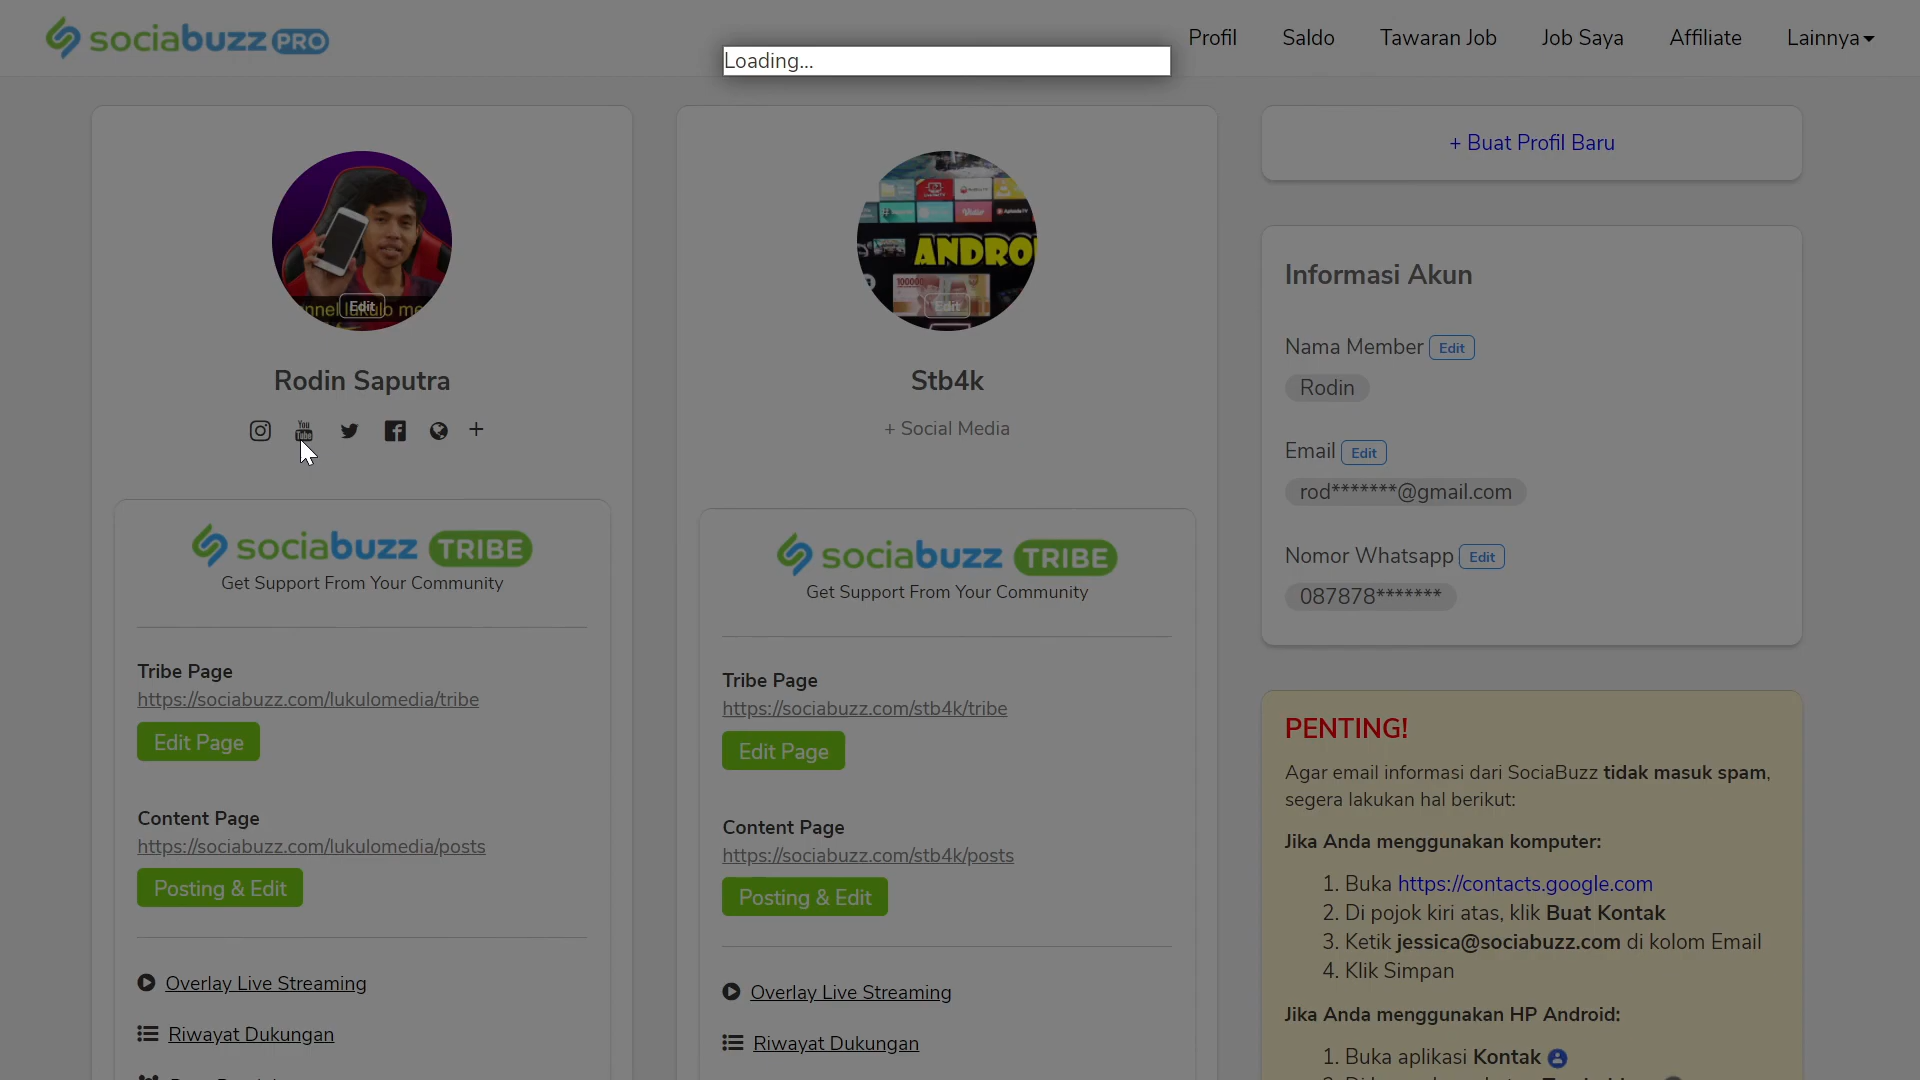 sociabuzz PRO
Profil
Saldo
Tawaran Job
Job Saya
Affiliate
Lainnya
Loading...
Edit
Rodin Saputra
You
Tube
sociabuzz TRIBE
Get Support From Your Community
Tribe Page
https://sociabuzz.com/lukulomedia/tribe
Edit Page
Content Page
https://sociabuzz.com/lukulomedia/posts
Posting & Edit
Overlay Live Streaming
Riwayat Dukungan
ANDRO
Edit
Stb4k
+ Social Media
sociabuzz TRIBE
Get Support From Your Community
Tribe Page
https://sociabuzz.com/stb4k/tribe
Edit Page
Content Page
https://sociabuzz.com/stb4k/posts
Posting & Edit
Overlay Live Streaming
Riwayat Dukungan
+ Buat Profil Baru
Informasi Akun
Nama Member Edit
Rodin
Email Edit
rod*******@gmail.com
Nomor Whatsapp Edit
087878*******
PENTING!
Agar email informasi dari SociaBuzz tidak masuk spam,
segera lakukan hal berikut:
Jika Anda menggunakan komputer:
1. Buka https://contacts.google.com
2. Di pojok kiri atas, klik Buat Kontak
3. Ketik jessica@sociabuzz.com di kolom Email
4. Klik Simpan
Jika Anda menggunakan HP Android:
1. Buka aplikasi Kontak